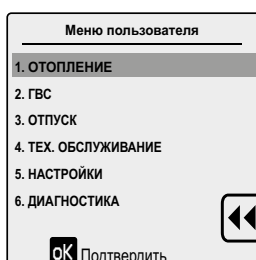 Меню пользователя
1. ОТОПЛЕНИЕ
2. ГВС
3. ОТПУСК
4. ТЕХ. ОБСЛУЖИВАНИЕ
5. НАСТРОЙКИ
6. ДИАГНОСТИКА
OK Подтвердить